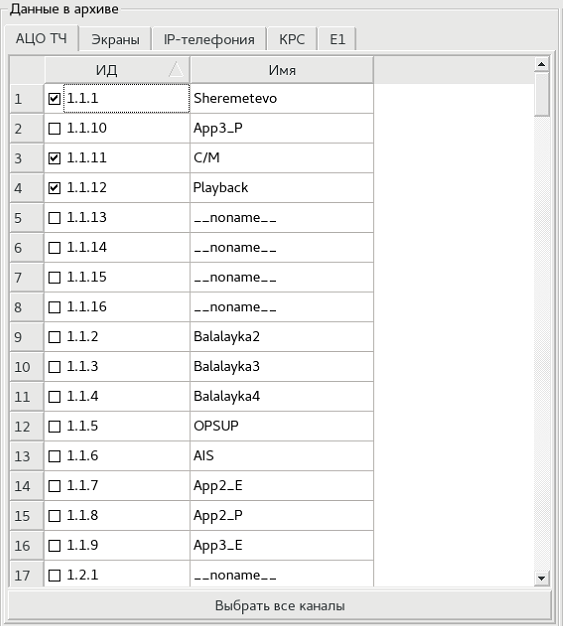 Данные в архиве
АЦО ТЧ Экраны IP-телефония КРС E1
ИД Имя
1 1.1.1 Sheremetevo
2 1.1.10 App3_P
3 1.1.11 C/M
4 1.1.12 Playback
5 1.1.13 __noname__
6 1.1.14 __noname__
7 1.1.15 __noname__
8 1.1.16 __noname__
9 1.1.2 Balalayka2
10 1.1.3 Balalayka3
11 1.1.4 Balalayka4
12 1.1.5 OPSUP
13 1.1.6 AIS
14 1.1.7 App2_E
15 1.1.8 App2_P
16 1.1.9 App3_E
17 1.2.1 __noname__
Выбрать все каналы